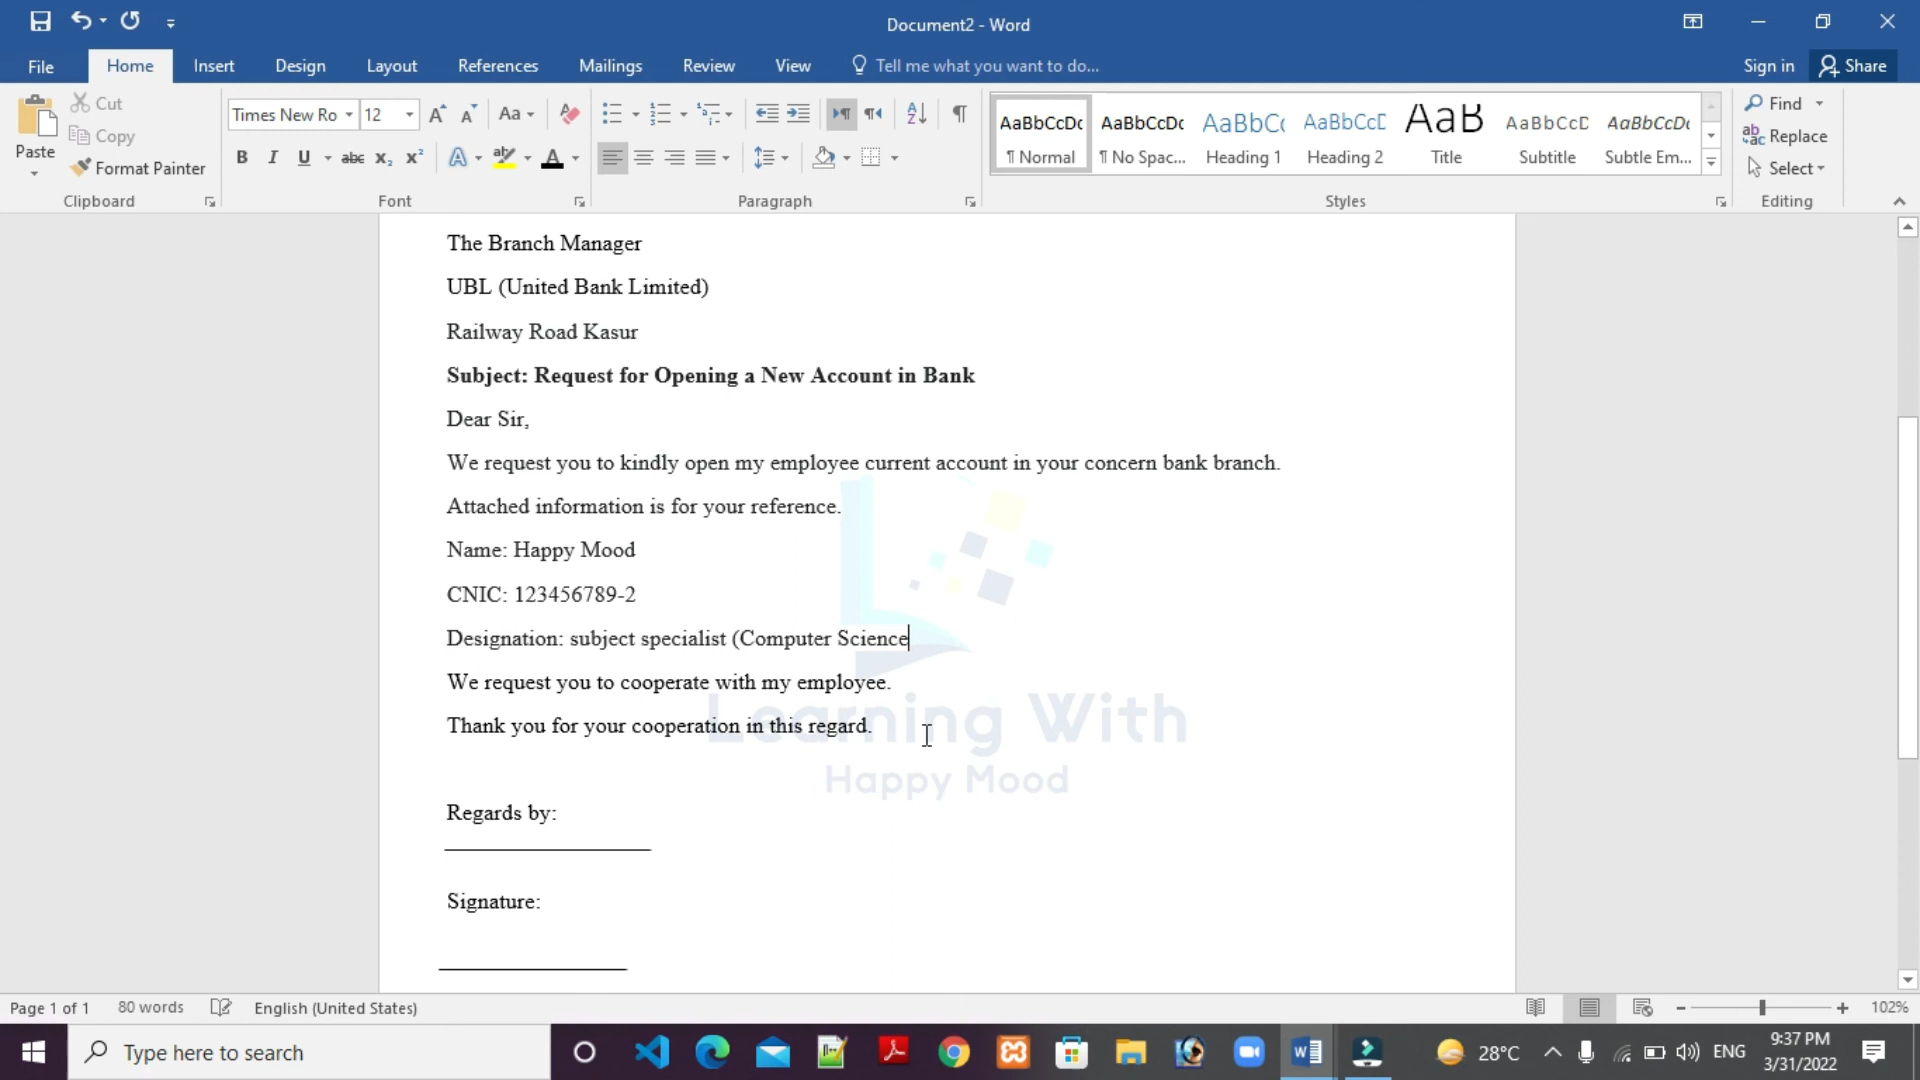 Document2 - Word
File Home Insert Design Layout References Mailings Review View Tell me what you want to do... Sign in Share
Paste Cut Copy Format Painter Clipboard
Times New Ro 12 Aa Font
Paragraph
AaBbCcDc ¶ Normal
AaBbCcDc ¶ No Spac...
AaBbCc Heading 1
AaBbCcD Heading 2
AaB Title
AaBbCcD Subtitle
AaBbCcDc Subtle Em...
Styles
Find Replace Select Editing
The Branch Manager
UBL (United Bank Limited)
Railway Road Kasur
Subject: Request for Opening a New Account in Bank
Dear Sir,
We request you to kindly open my employee current account in your concern bank branch.
Attached information is for your reference.
Name: Happy Mood
CNIC: 123456789-2
Designation: subject specialist (Computer Science
We request you to cooperate with my employee.
Thank you for your cooperation in this regard.
Learning With
Happy Mood
Regards by:
Signature:
Page 1 of 1 80 words English (United States) 102%
Type here to search 28°C ENG 9:37 PM
3/31/2022